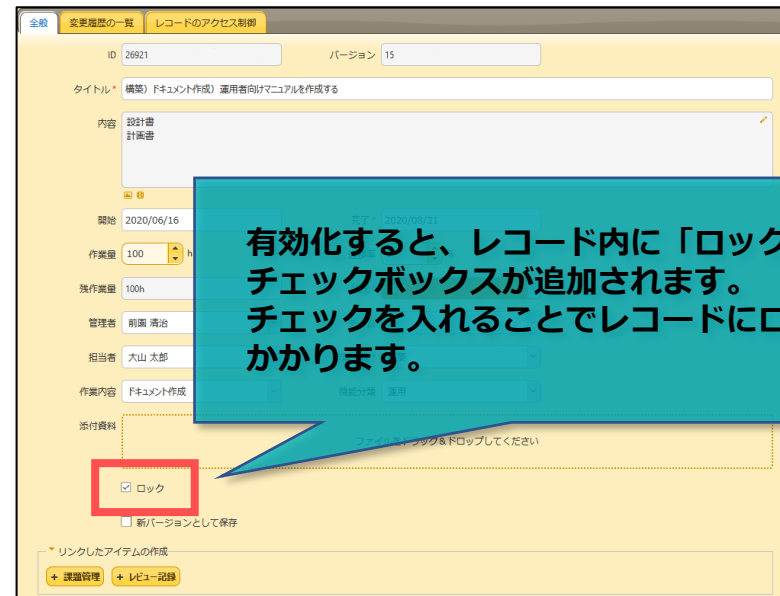 全般 変更履歴の一覧 レコードのアクセス制御
ID 26921 バージョン 15
タイトル* 構築）ドキュメント作成）運用者向けマニュアルを作成する
内容 設計書
計画書
開始 2020/06/16 完了* 2020/08/31
作業量 100 h
残作業量 100h
管理者 前園 清治
担当者 大山 太郎
作業内容 ドキュメント作成 機能分類 運用
添付資料
ファイルをドラッグ&ドロップしてください
有効化すると、レコード内に「ロック
チェックボックスが追加されます。
チェックを入れることでレコードにロ
かかります。
ロック
新バージョンとして保存
リンクしたアイテムの作成
+ 課題管理 + レビュー記録